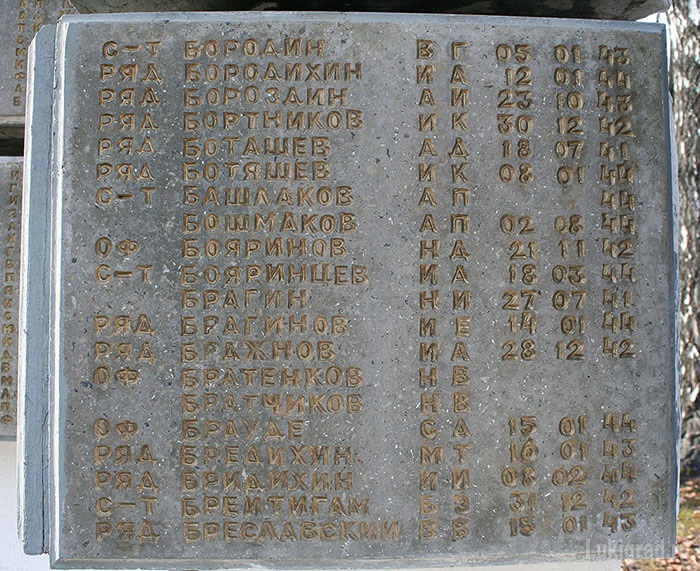 С-Т БОРОДИН В Г 05 01 43
РЯД БОРОДИХИН И А 12 01 44
РЯД БОРОЗДИН А И 23 10 43
РЯД БОРТНИКОВ И К 30 12 42
РЯД БОТАШЕВ А Д 18 07 41
РЯД БОТЯШЕВ И К 08 01 44
С-Т БАШЛАКОВ А П 44
БОШМАКОВ А П 02 08 44
ОФ БОЯРИНОВ Н Д 21 11 42
С-Т БОЯРИНЦЕВ И А 18 03 44
БРАГИН Н И 27 07 41
РЯД БРАГИНОВ И Е 14 01 44
РЯД БРАЖНОВ И А 28 12 42
ОФ БРАТЕНКОВ Н В
БРАТЧИКОВ Н В
ОФ БРАУДЕ С А 15 01 44
РЯД БРЕДИХИН М Т 16 01 43
РЯД БРИДИХИН И И 08 02 44
С-Т БРЕИТИГАМ Б Э 31 12 42
РЯД БРЕСЛАВСКИЙ В Б 15 01 43